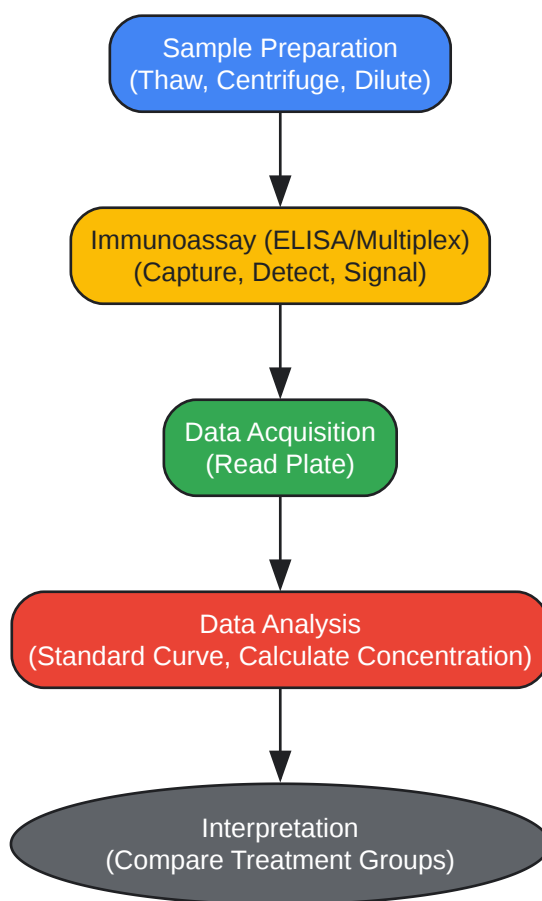 Sample Preparation
(Thaw, Centrifuge, Dilute)
Immunoassay (ELISA/Multiplex)
(Capture, Detect, Signal)
Data Acquisition
(Read Plate)
Data Analysis
(Standard Curve, Calculate Concentration)
Interpretation
(Compare Treatment Groups)